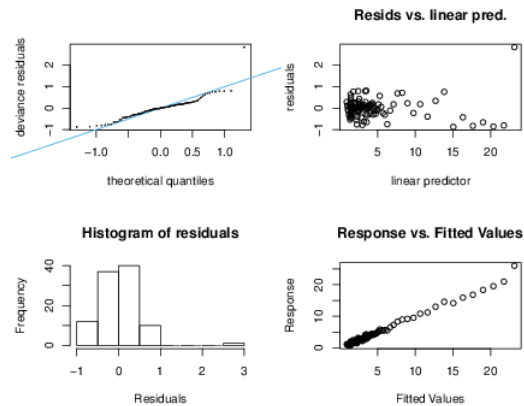 deviance residuals
−1 0 1 2
−1.0 0.0 0.5 1.0
theoretical quantiles
Resids vs. linear pred.
residuals
−1 0 1 2
5 10 15 20
linear predictor
Histogram of residuals
Frequency
0 20 40
−1 0 1 2 3
Residuals
Response vs. Fitted Values
Response
0 10 20
5 10 15 20
Fitted Values